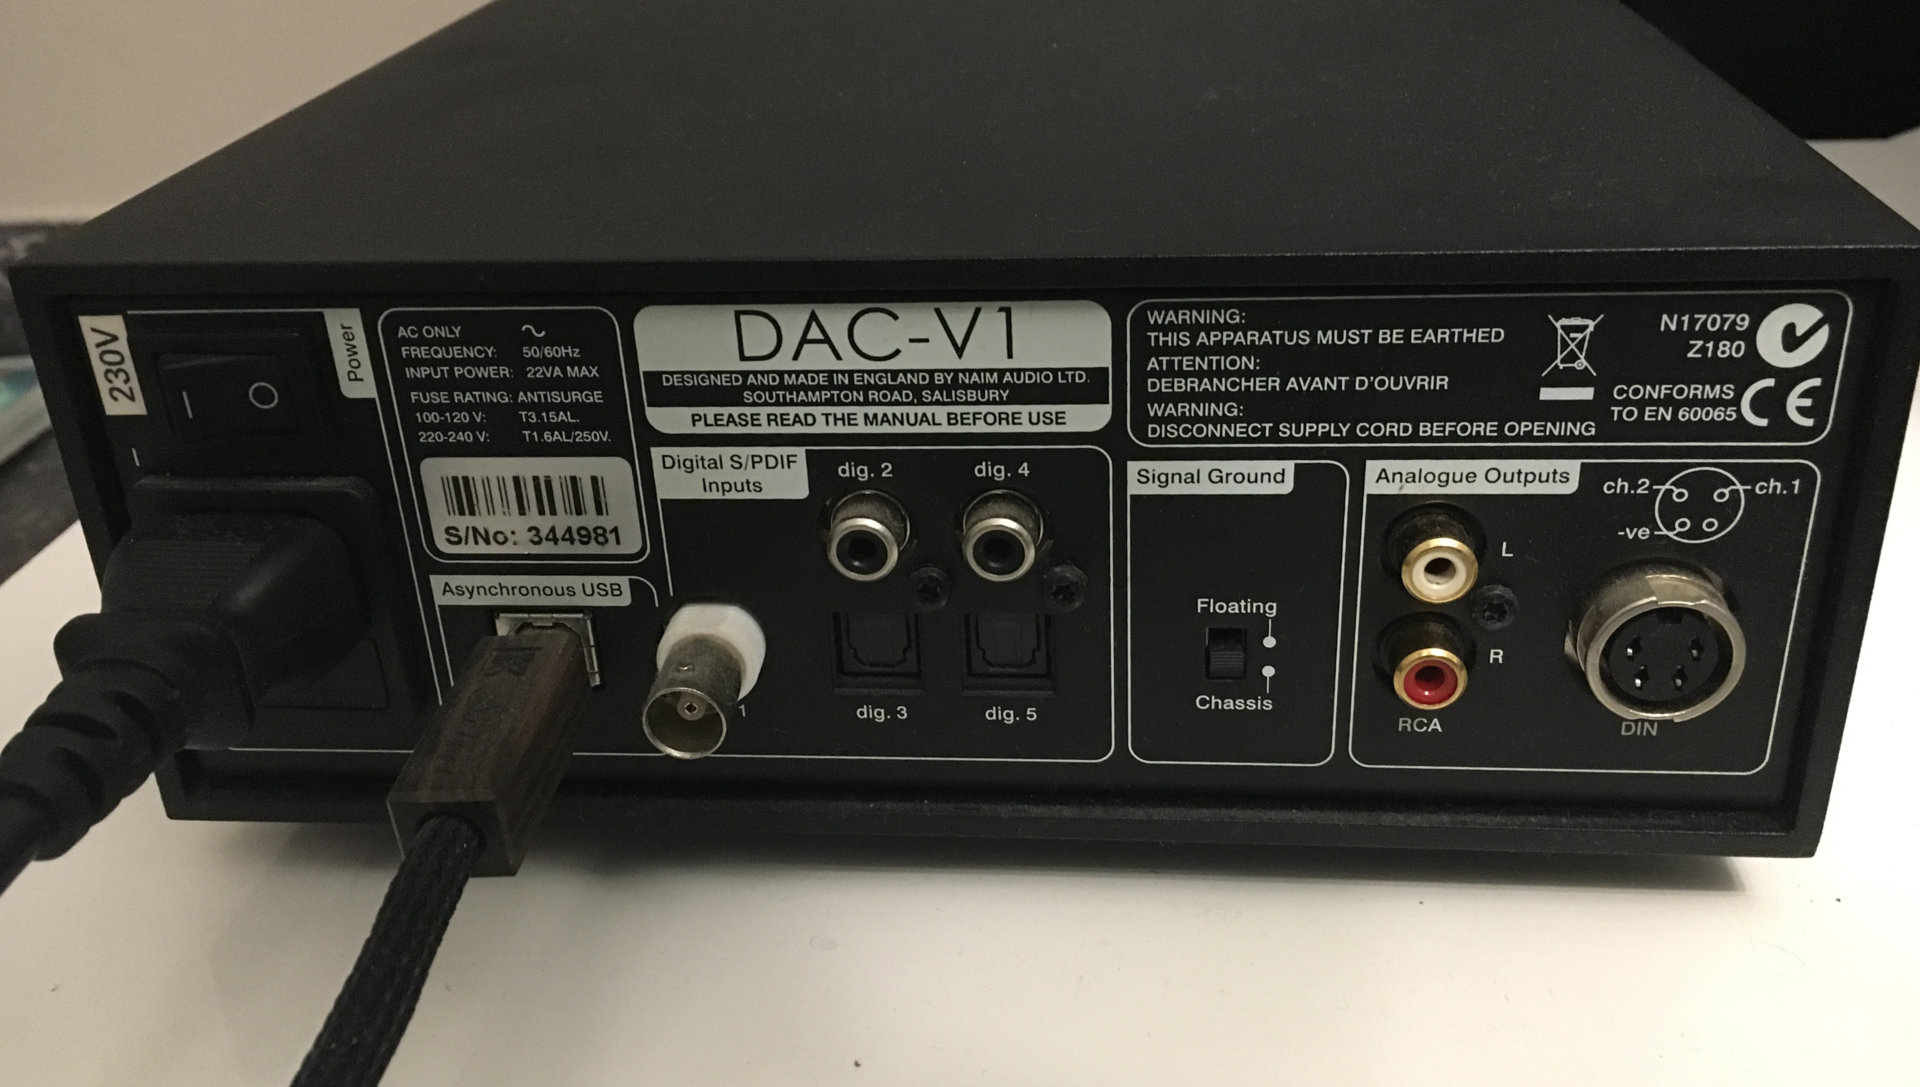 230V
Power
AC ONLY
FREQUENCY: 50/60Hz
INPUT POWER: 22VA MAX
FUSE RATING: ANTISURGE
100-120 V: T3.15AL.
220-240 V: T1.6AL/250V.
S/No: 344981
DAC-V1
DESIGNED AND MADE IN ENGLAND BY NAIM AUDIO LTD.
SOUTHAMPTON ROAD, SALISBURY
PLEASE READ THE MANUAL BEFORE USE
WARNING:
THIS APPARATUS MUST BE EARTHED
ATTENTION:
DEBRANCHER AVANT D'OUVRIR
WARNING:
DISCONNECT SUPPLY CORD BEFORE OPENING
N17079
Z180
CONFORMS
TO EN 60065
CE
Asynchronous USB
Digital S/PDIF
Inputs
dig. 2
dig. 4
1
dig. 3
dig. 5
Signal Ground
Floating
Chassis
Analogue Outputs
ch.2
ch.1
-ve
L
R
RCA
DIN